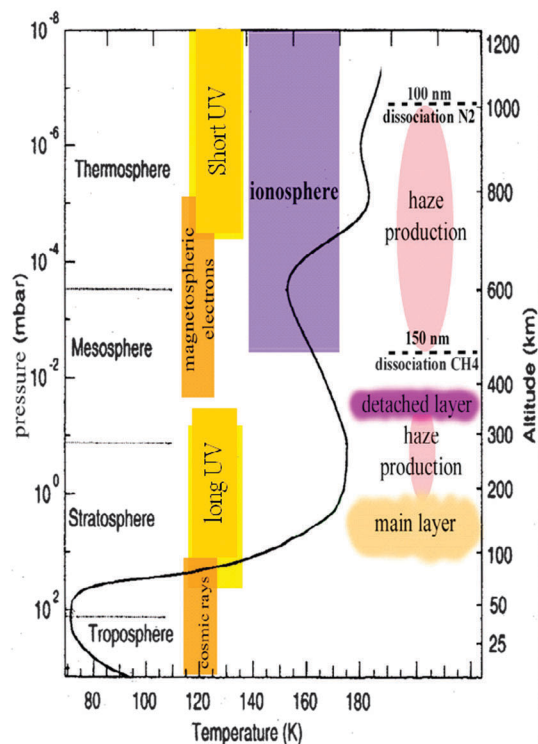 10-8
10-6
10-4
10-2
10 0
10 2
pressure (mbar)
Thermosphere
Mesosphere
Stratosphere
Troposphere
Short UV
magnetospheric
electrons
long UV
cosmic rays
ionosphere
100 nm
dissociation N2
haze
production
150 nm
dissociation CH4
detached layer
haze
production
main layer
1200
1000
800
600
400
300
200
100
50
25
Altitude (km)
80
100
120
140
160
180
Temperature (K)